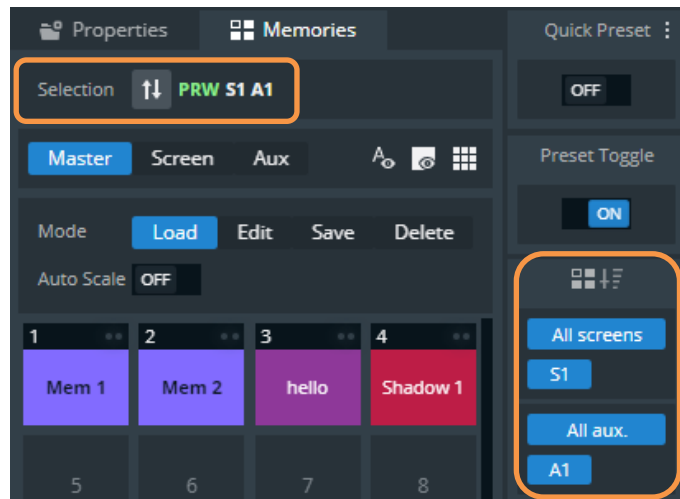 Properties
Memories
Quick Preset
Selection
PRW S1 A1
OFF
Master
Screen
Aux
A
Preset Toggle
ON
Mode
Load
Edit
Save
Delete
Auto Scale
OFF
1
2
3
4
Mem 1
Mem 2
hello
Shadow 1
5
6
7
8
All screens
S1
All aux.
A1